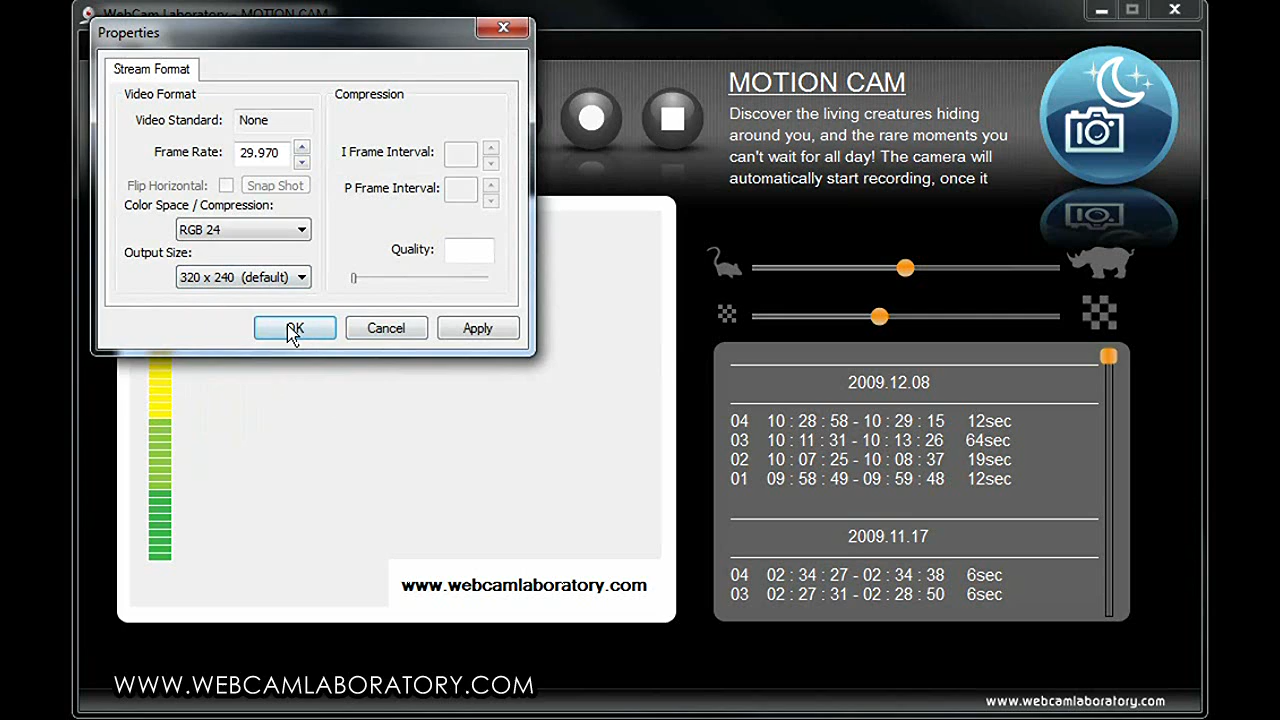 WebCam Laboratory - MOTION CAM
Properties
Stream Format
Video Format
Video Standard: None
Frame Rate: 29.970
Flip Horizontal: Snap Shot
Color Space / Compression:
RGB 24
Output Size:
320 x 240 (default)
Compression
I Frame Interval:
P Frame Interval:
Quality:
OK Cancel Apply
MOTION CAM
Discover the living creatures hiding
around you, and the rare moments you
can't wait for all day! The camera will
automatically start recording, once it
2009.12.08
04 10 : 28 : 58 - 10 : 29 : 15 12sec
03 10 : 11 : 31 - 10 : 13 : 26 64sec
02 10 : 07 : 25 - 10 : 08 : 37 19sec
01 09 : 58 : 49 - 09 : 59 : 48 12sec
2009.11.17
04 02 : 34 : 27 - 02 : 34 : 38 6sec
03 02 : 27 : 31 - 02 : 28 : 50 6sec
www.webcamlaboratory.com
WWW.WEBCAMLABORATORY.COM
www.webcamlaboratory.com